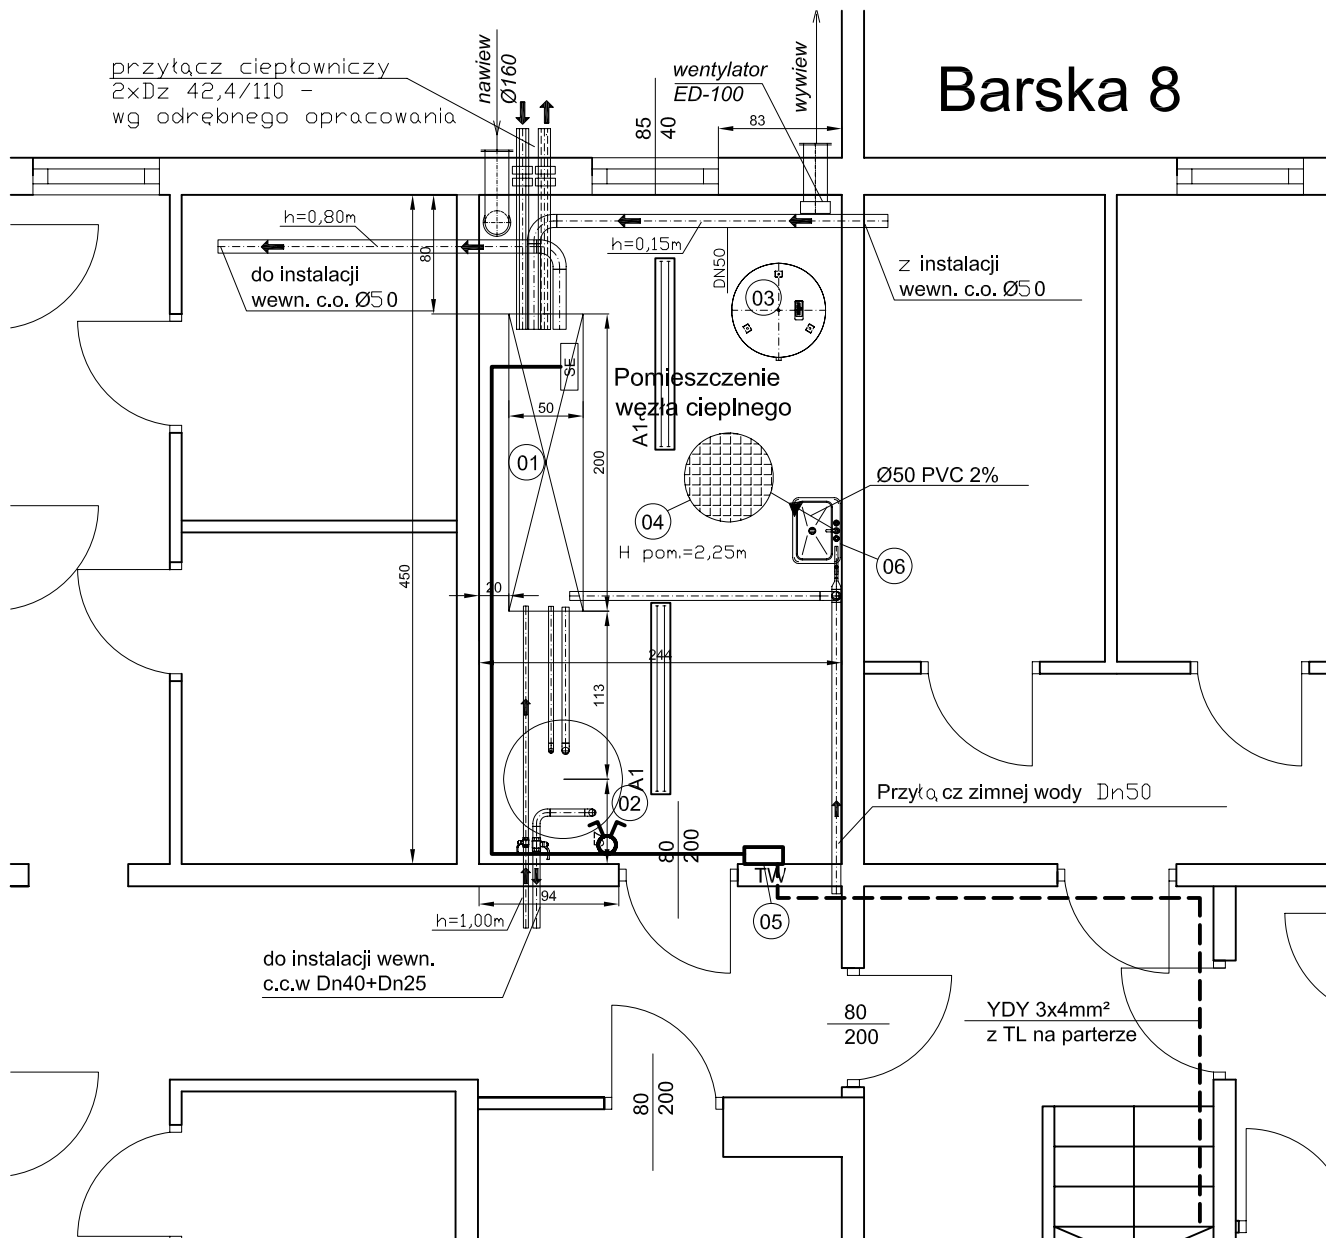 Barska 8
przyłącz ciepłowniczy
2xDz 42,4/110 -
wg odrębnego opracowania
nawiew
Ø160
85
40
wentylator
ED-100
83
wywiew
h=0,80m
80
do instalacji
wewn. c.o. Ø50
h=0,15m
DN50
03
z instalacji
wewn. c.o. Ø50
SE
Pomieszczenie
węzła cieplnego
50
A1
01
200
Ø50 PVC 2%
04
H pom.=2,25m
06
450
20
244
113
A1
02
Przyłącz zimnej wody Dn50
57
80
200
TW
94
h=1,00m
05
do instalacji wewn.
c.c.w Dn40+Dn25
80
200
YDY 3x4mm²
z TL na parterze
80
200